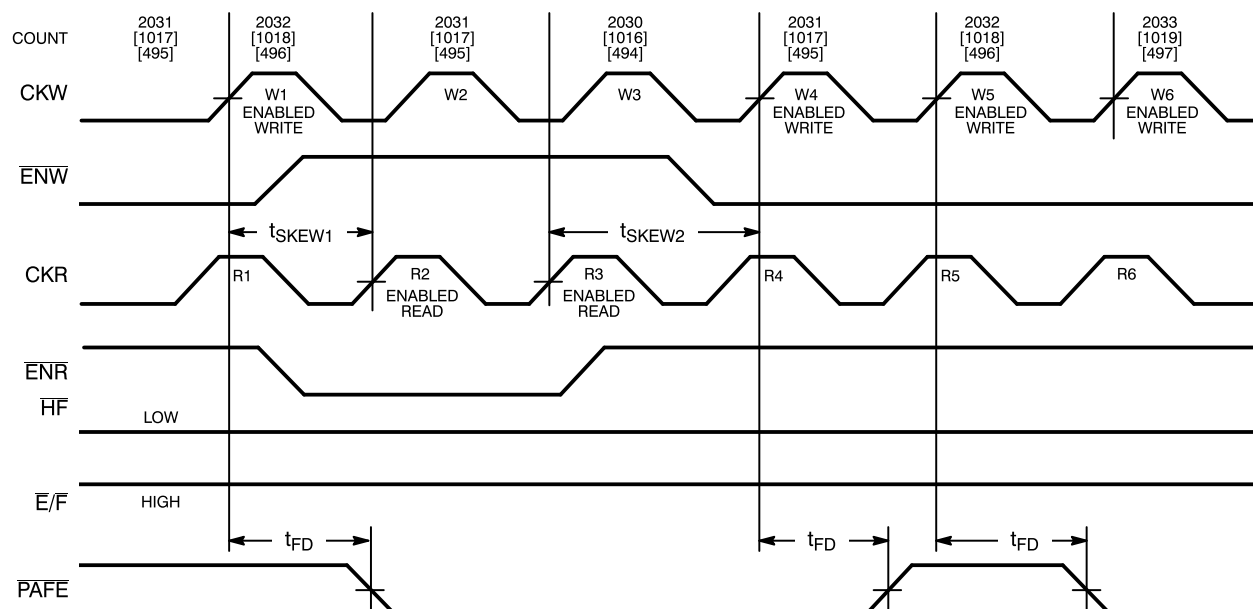 COUNT
2031 2032 2031 2030 2031 2032 2033
[1017] [1018] [1017] [1016] [1017] [1018] [1019]
[495] [496] [495] [494] [495] [496] [497]
CKW
W1 W2 W3 W4 W5 W6
ENABLED ENABLED ENABLED ENABLED
WRITE WRITE WRITE WRITE
ENW
tSKEW1 tSKEW2
CKR
R1 R2 R3 R4 R5 R6
ENABLED ENABLED
READ READ
ENR
HF
LOW
E/F
HIGH
tFD tFD tFD
PAFE